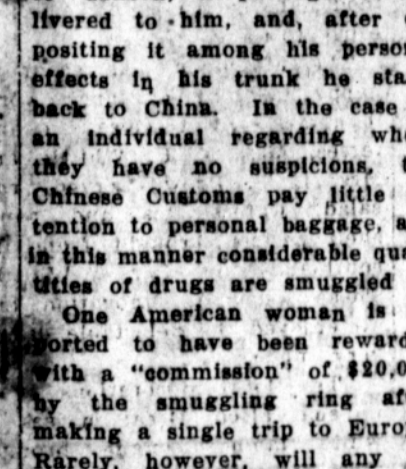 livered to him, and, after
positing it among his perso
effects in his trunk he sta
back to China. In the case
an individual regarding wh
they have no suspicions,
Chinese Customs pay little
tention to personal baggage, a
in this manner considerable qua
tities of drugs are smuggled
One American woman is
ported to have been reward
with a "commission" of $20,0
by the smuggling ring af
making a single trip to Euro
Rarely, however, will any